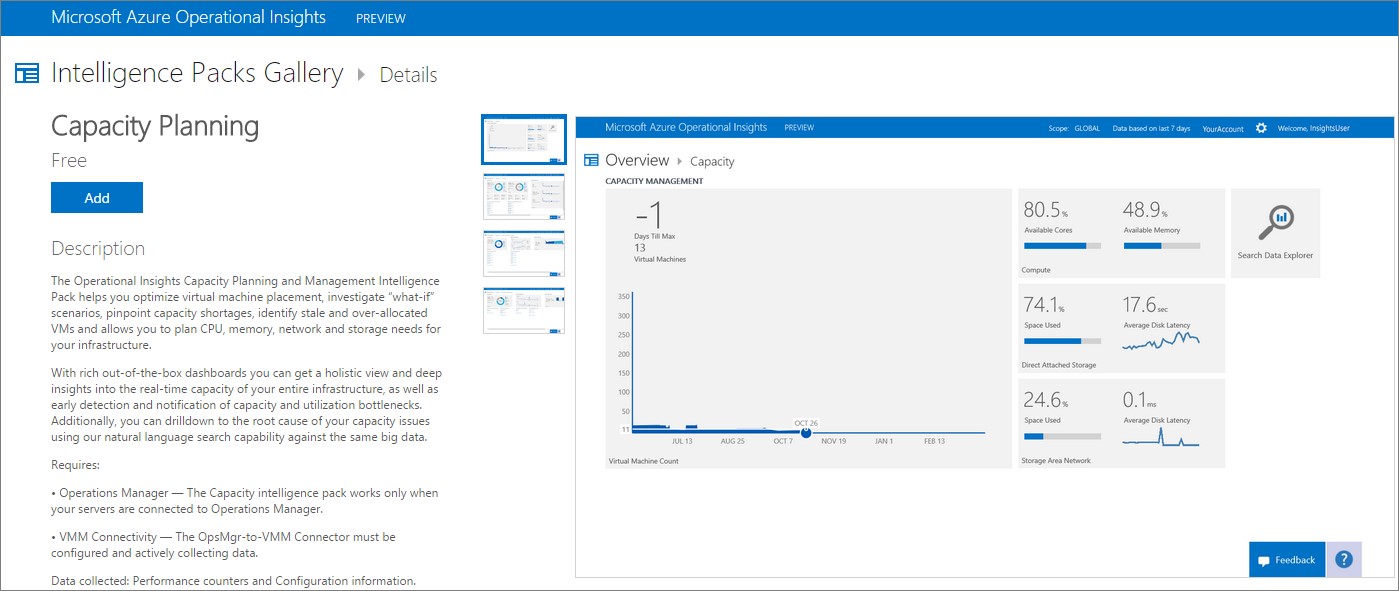 Microsoft Azure Operational Insights PREVIEW
Intelligence Packs Gallery Details
Capacity Planning
Free
Add
Description
The Operational Insights Capacity Planning and Management Intelligence
Pack helps you optimize virtual machine placement, investigate “what-if”
scenarios, pinpoint capacity shortages, identify stale and over-allocated
VMs and allows you to plan CPU, memory, network and storage needs for
your infrastructure.
With rich out-of-the-box dashboards you can get a holistic view and deep
insights into the real-time capacity of your entire infrastructure, as well as
early detection and notification of capacity and utilization bottlenecks.
Additionally, you can drilldown to the root cause of your capacity issues
using our natural language search capability against the same big data.
Requires:
• Operations Manager — The Capacity intelligence pack works only when
your servers are connected to Operations Manager.
• VMM Connectivity — The OpsMgr-to-VMM Connector must be
configured and actively collecting data.
Data collected: Performance counters and Configuration information.
Microsoft Azure Operational Insights PREVIEW Scope: GLOBAL Data based on last 7 days YourAccount Welcome, InsightsUser
Overview Capacity
CAPACITY MANAGEMENT
-1
Days Till Max
13
Virtual Machines
350
300
250
200
150
100
50
11
OCT 26
JUL 13 AUG 25 OCT 7 NOV 19 JAN 1 FEB 13
Virtual Machine Count
80.5% 48.9%
Available Cores Available Memory
Compute
74.1% 17.6sec
Space Used Average Disk Latency
Direct Attached Storage
24.6% 0.1ms
Space Used Average Disk Latency
Storage Area Network
Search Data Explorer
Feedback ?